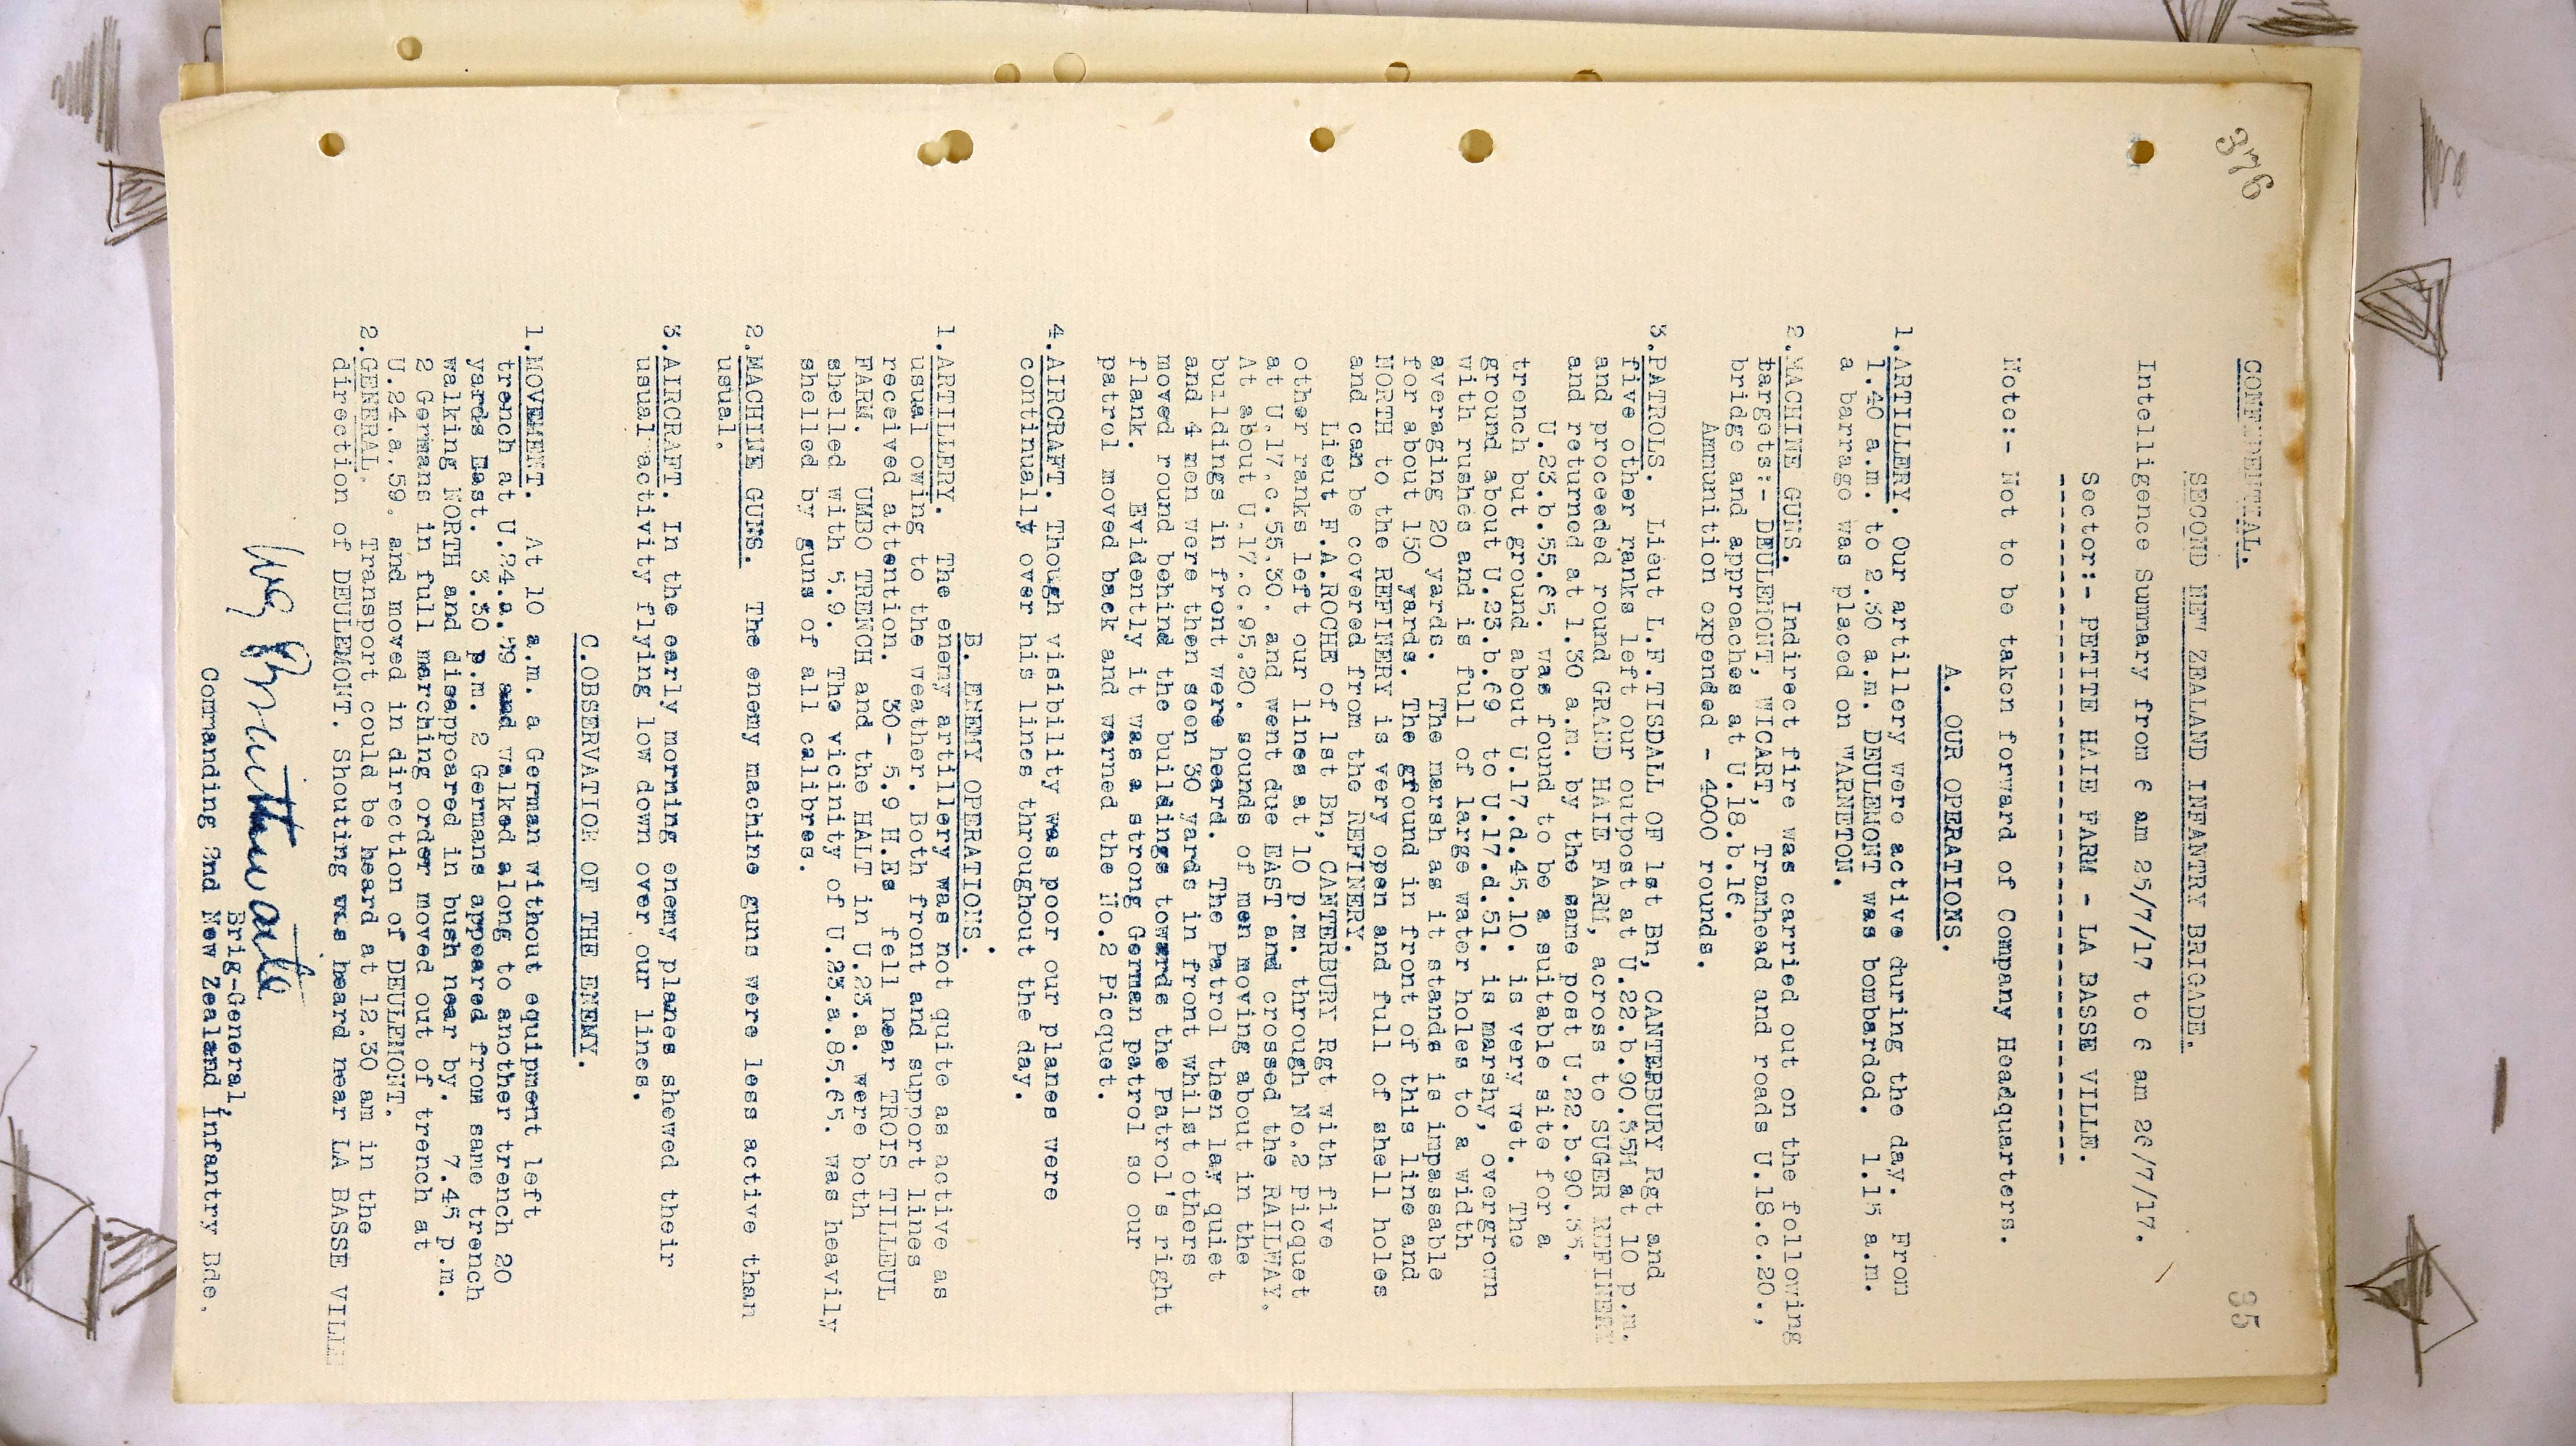 376
35
CONFIDENTIAL.
SECOND NEW ZEALAND INFANTRY BRIGADE.
Intelligence Summary from 6 am 25/7/17 to 6 am 26/7/17.
Sector:- PETITE HAIE FARM - LA BASSE VILLE.
Note:- Not to be taken forward of Company Headquarters.
A. OUR OPERATIONS.
1.ARTILLERY. Our artillery were active during the day. From
1.40 a.m. to 2.30 a.m. DEULEMONT was bombarded. 1.15 a.m.
a barrage was placed on WARNETON.
2.MACHINE GUNS. Indirect fire was carried out on the following
targets:- DEULEMONT, WICART, Tramhead and roads U.18.c.20.,
bridge and approaches at U.18.b.16.
Ammunition expended - 4000 rounds.
3.PATROLS. Lieut L.F.TISDALL OF 1st Bn, CANTERBURY Rgt and
five other ranks left our outpost at U.22.b.90.35M at 10 p.m.
and proceeded round GRAND HAIE FARM, across to SUGER REFINERY
and returned at 1.30 a.m. by the same post U.22.b.90.35.
U.23.b.55.65. was found to be a suitable site for a
trench but ground about U.17.d.45.10. is very wet. The
ground about U.23.b.69 to U.17.d.51. is marshy, overgrown
with rushes and is full of large water holes to a width
averaging 20 yards. The marsh as it stands is impassable
for about 150 yards. The ground in front of this line and
NORTH to the REFINERY is very open and full of shell holes
and can be covered from the REFINERY.
Lieut F.A.ROCHE of 1st Bn, CANTERBURY Rgt with five
other ranks left our lines at 10 p.m. through No.2 Picquet
at U.17.c.55.30. and went due EAST and crossed the RAILWAY.
At about U.17.c.95.20. sounds of men moving about in the
buildings in front were heard. The Patrol then lay quiet
and 4 men were then seen 30 yards in front whilst others
moved round behind the buildings towards the Patrol's right
flank. Evidently it was a strong German patrol so our
patrol moved back and warned the No.2 Picquet.
4.AIRCRAFT. Though visibility was poor our planes were
continually over his lines throughout the day.
B. ENEMY OPERATIONS.
1.ARTILLERY. The enemy artillery was not quite as active as
usual owing to the weather. Both front and support lines
received attention. 30- 5.9 H.Es fell near TROIS TILLEUL
FARM. UMBO TRENCH and the HALT in U.23.a. were both
shelled with 5.9. The vicinity of U.23.a.85.65. was heavily
shelled by guns of all calibres.
2.MACHINE GUNS. The enemy machine guns were less active than
usual.
3.AIRCRAFT. In the early morning enemy planes shewed their
usual activity flying low down over our lines.
C.OBSERVATION OF THE ENEMY.
1.MOVEMENT. At 10 a.m. a German without equipment left
trench at U.24.a.59 and walked along to another trench 20
yards East. 3.30 p.m. 2 Germans appeared from same trench
walking NORTH and disappeared in bush near by. 7.45 p.m.
2 Germans in full marching order moved out of trench at
U.24.a.59. and moved in direction of DEULEMONT.
2.GENERAL. Transport could be heard at 12.30 am in the
direction of DEULEMONT. Shouting was heard near LA BASSE VILLE
Brig-General,
Commanding 2nd New Zealand Infantry Bde.